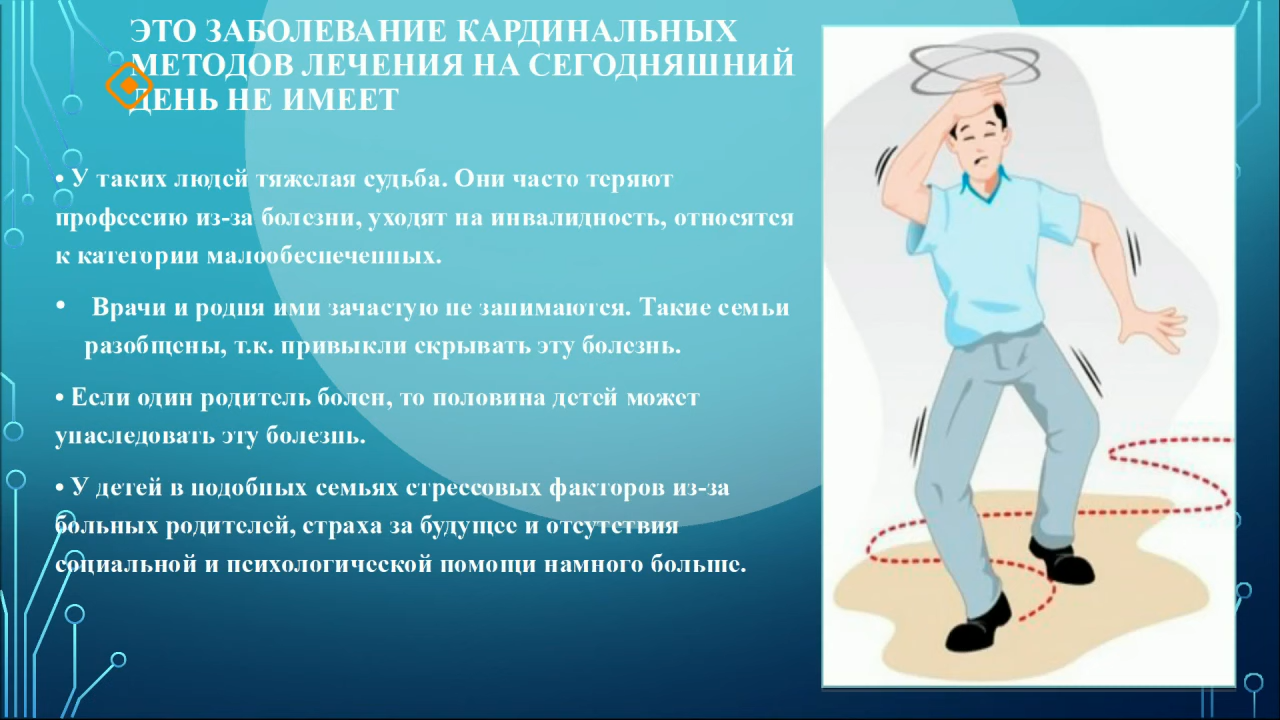 ЭТО ЗАБОЛЕВАНИЕ КАРДИНАЛЬНЫХ
МЕТОДОВ ЛЕЧЕНИЯ НА СЕГОДНЯШНИЙ
ДЕНЬ НЕ ИМЕЕТ
• У таких людей тяжелая судьба. Они часто теряют
профессию из-за болезни, уходят на инвалидность, относятся
к категории малообеспеченных.
• Врачи и родня ими зачастую не занимаются. Такие семьи
разобщены, т.к. привыкли скрывать эту болезнь.
• Если один родитель болен, то половина детей может
унаследовать эту болезнь.
• У детей в подобных семьях стрессовых факторов из-за
больных родителей, страха за будущее и отсутствия
социальной и психологической помощи намного больше.